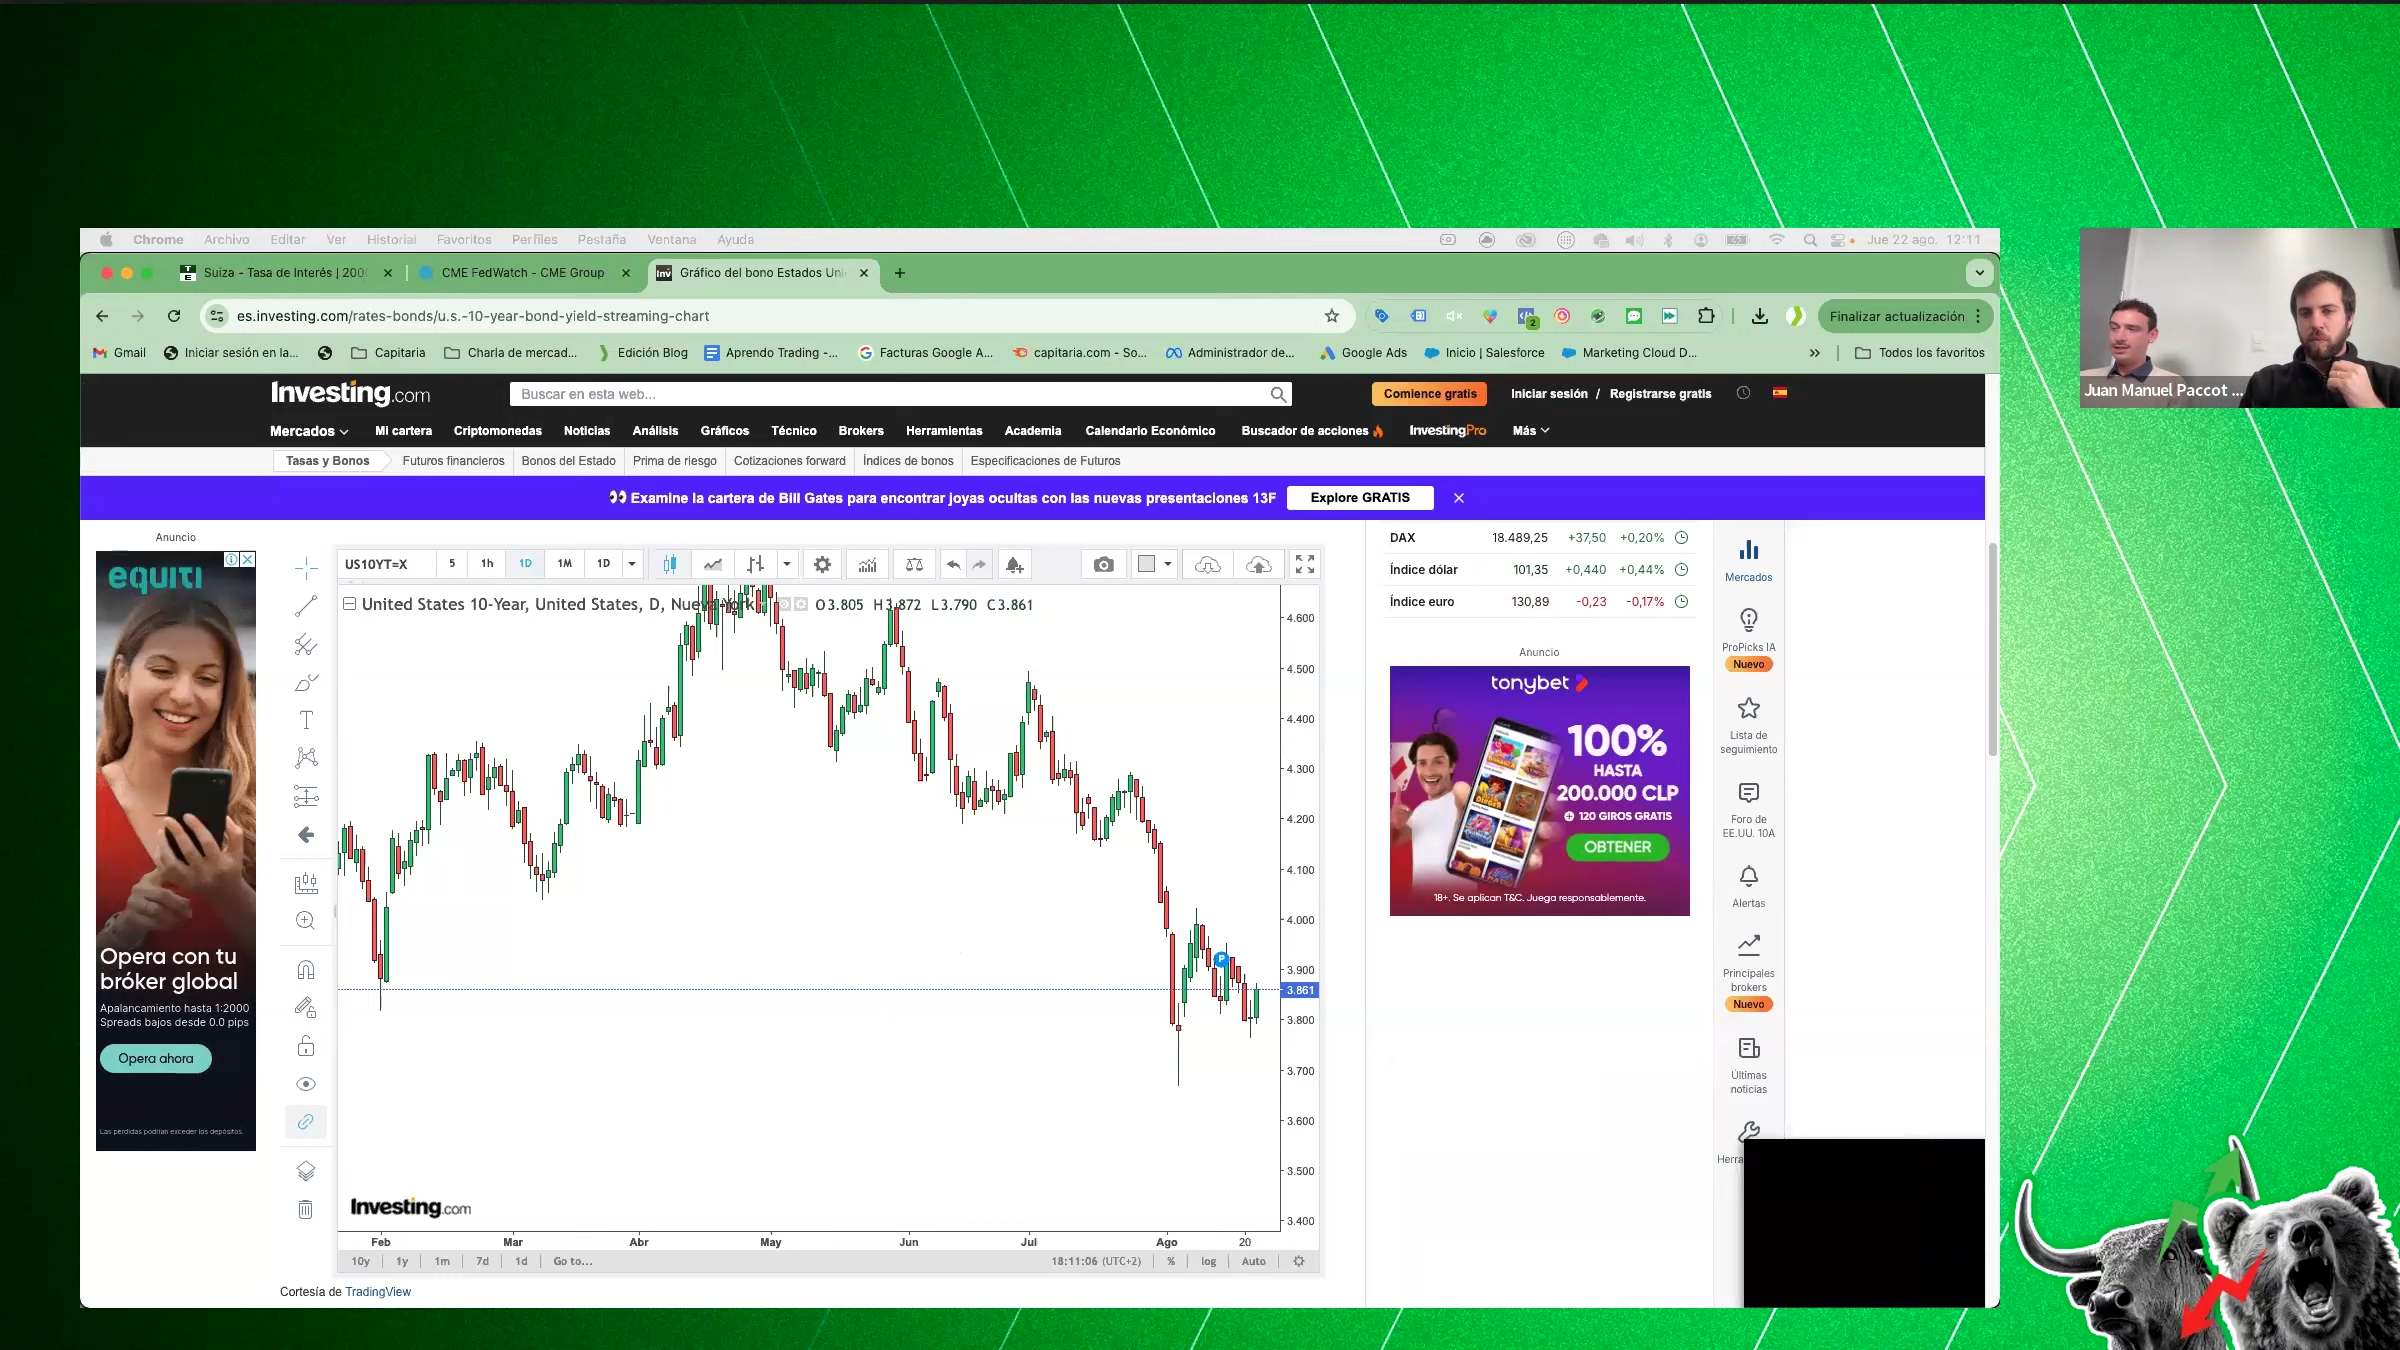 Chrome Archivo Editar Ver Historial Favoritos Perfiles Pestaña Ventana Ayuda
Jue 22 ago. 12:11
Suiza - Tasa de Interés | 200
CME FedWatch - CME Group
Gráfico del bono Estados Uni
es.investing.com/rates-bonds/u.s.-10-year-bond-yield-streaming-chart
2
Finalizar actualización
Gmail
Iniciar sesión en la...
Capitaria
Charla de mercad...
Edición Blog
Aprendo Trading -...
Facturas Google A...
capitaria.com - So...
Administrador de...
Google Ads
Inicio | Salesforce
Marketing Cloud D...
Todos los favoritos
Juan Manuel Paccot ...
Investing.com
Buscar en esta web...
Comience gratis
Iniciar sesión / Registrarse gratis
Mercados
Mi cartera
Criptomonedas
Noticias
Análisis
Gráficos
Técnico
Brokers
Herramientas
Academia
Calendario Económico
Buscador de acciones
InvestingPro
Más
Tasas y Bonos
Futuros financieros
Bonos del Estado
Prima de riesgo
Cotizaciones forward
Índices de bonos
Especificaciones de Futuros
Examine la cartera de Bill Gates para encontrar joyas ocultas con las nuevas presentaciones 13F
Explore GRATIS
Anuncio
equiti
Opera con tu
bróker global
Apalancamiento hasta 1:2000
Spreads bajos desde 0.0 pips
Opera ahora
Las perdidas podrían exceder los depósitos.
US10YT=X 5 1h 1D 1M 1D
United States 10-Year, United States, D, Nueva York O3.805 H3.872 L3.790 C3.861
4.600
4.500
4.400
4.300
4.200
4.100
4.000
3.900
3.861
3.800
3.700
3.600
3.500
3.400
P
Investing.com
Feb Mar Abr May Jun Jul Ago 20
10y 1y 1m 7d 1d Go to...
18:11:06 (UTC+2) % log Auto
Cortesía de TradingView
DAX 18.489,25 +37,50 +0,20%
Índice dólar 101,35 +0,440 +0,44%
Índice euro 130,89 -0,23 -0,17%
Anuncio
tonybet
100%
HASTA
200.000 CLP
+ 120 GIROS GRATIS
OBTENER
18+. Se aplican T&C. Juega responsablemente.
Mercados
ProPicks IA
Nuevo
Lista de
seguimiento
Foro de
EE.UU. 10A
Alertas
Principales
brokers
Nuevo
Últimas
noticias
Herra